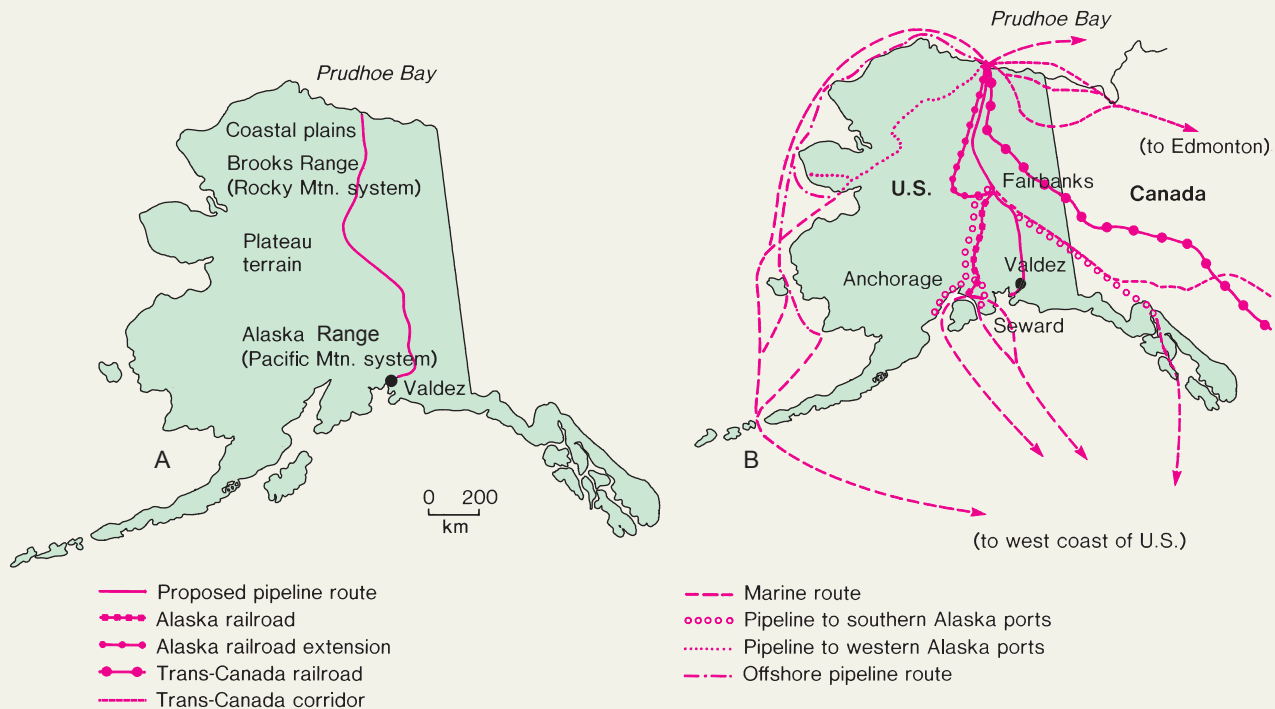 Prudhoe Bay
Coastal plains
Brooks Range
(Rocky Mtn. system)
Plateau
terrain
Alaska Range
(Pacific Mtn. system)
Valdez
A
0 200
km
Prudhoe Bay
(to Edmonton)
U.S.
Fairbanks
Canada
Anchorage
Valdez
Seward
B
(to west coast of U.S.)
Proposed pipeline route
Alaska railroad
Alaska railroad extension
Trans-Canada railroad
Trans-Canada corridor
Marine route
Pipeline to southern Alaska ports
Pipeline to western Alaska ports
Offshore pipeline route